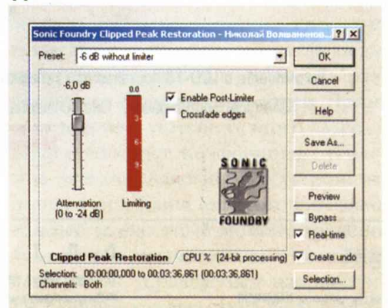 Sonic Foundry Clipped Peak Restoration - Николай
Preset: -6 dB without limiter
OK
Cancel
Help
Save As...
Delete
Preview
Bypass
Real-time
Create undo
Selection...
-6,0 dB
0.0
Enable Post-Limiter
Crossfade edges
3-
6-
9-
Attenuation
(0 to -24 dB)
Limiting
SONIC
FOUNDRY
Clipped Peak Restoration
CPU % (24-bit processing)
Selection: 00:00:00,000 to 00:03:36,861 (00:03:36,861)
Channels: Both